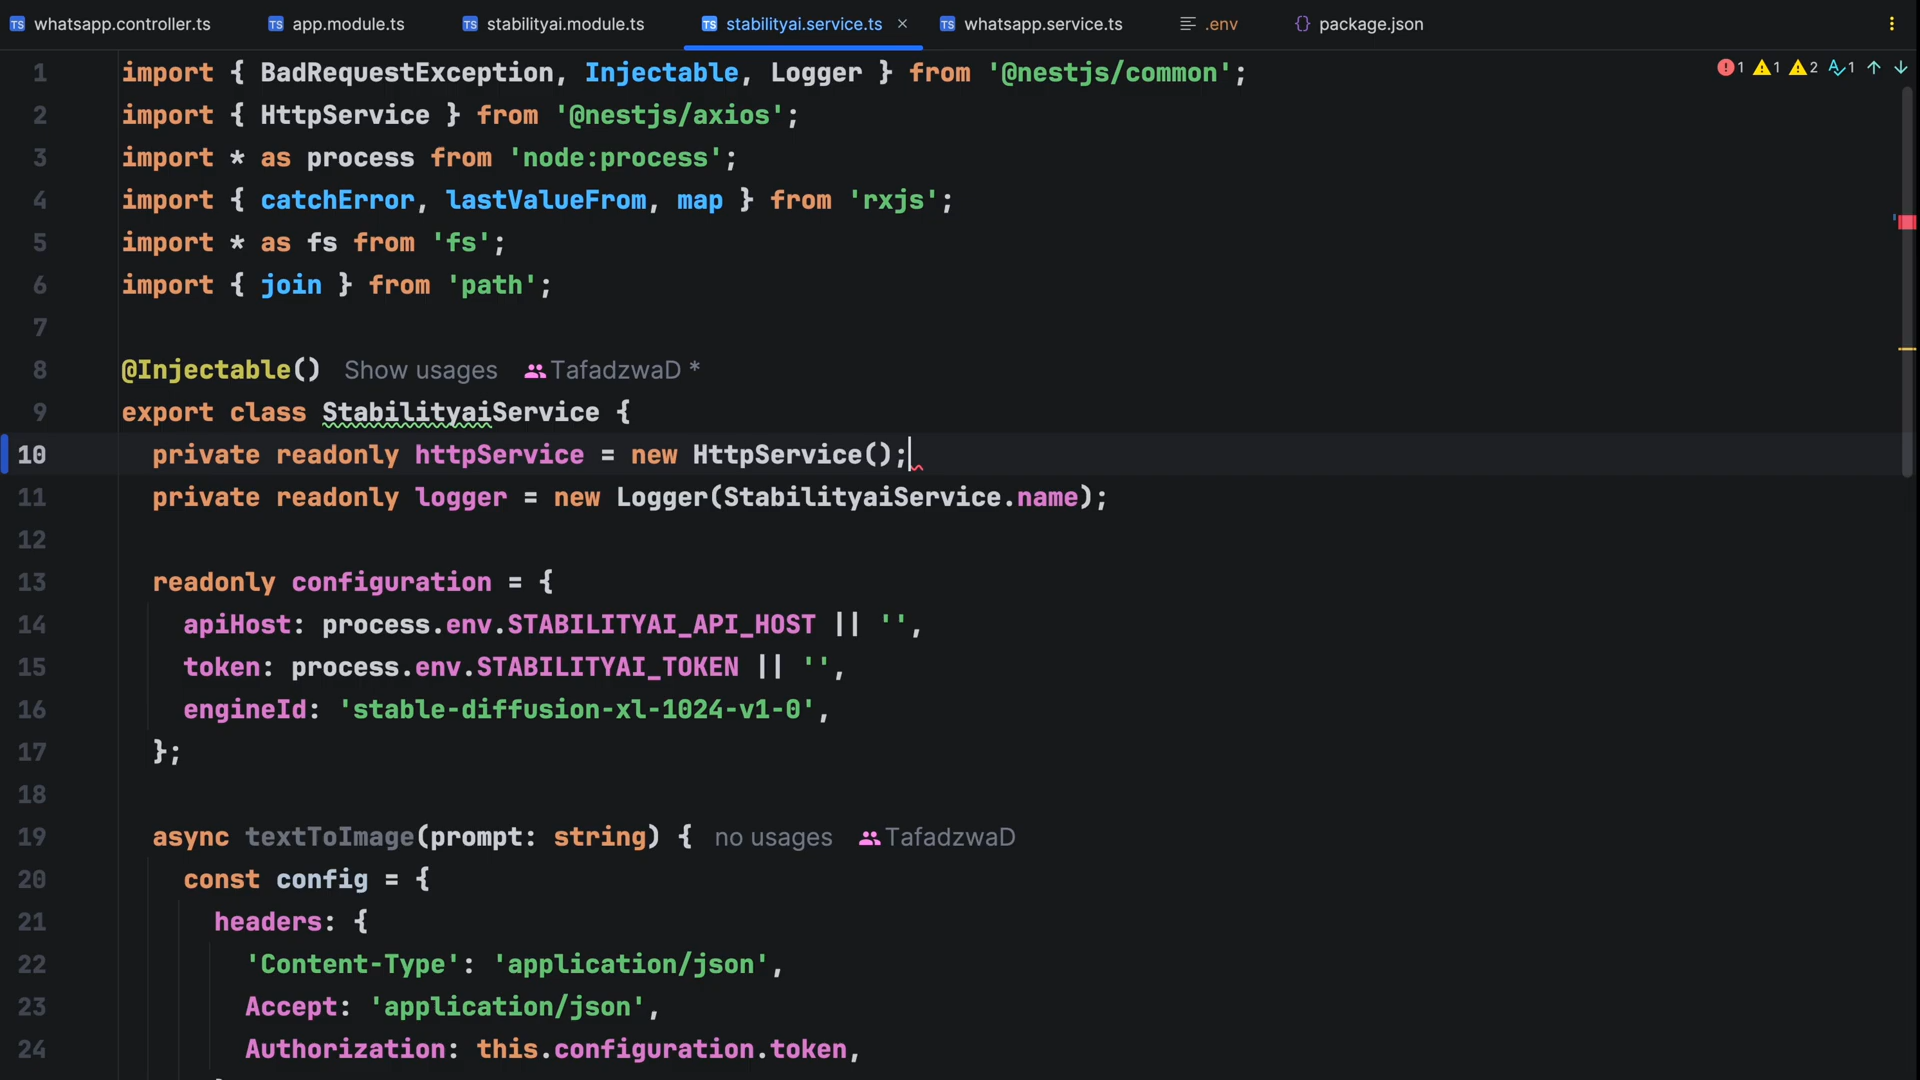 whatsapp.controller.ts app.module.ts stabilityai.module.ts stabilityai.service.ts × whatsapp.service.ts .env package.json
1 import { BadRequestException, Injectable, Logger } from '@nestjs/common';
1 1 2 1
2 import { HttpService } from '@nestjs/axios';
3 import * as process from 'node:process';
4 import { catchError, lastValueFrom, map } from 'rxjs';
5 import * as fs from 'fs';
6 import { join } from 'path';
7
8 @Injectable() Show usages TafadzwaD *
9 export class StabilityaiService {
10 private readonly httpService = new HttpService();
11 private readonly logger = new Logger(StabilityaiService.name);
12
13 readonly configuration = {
14 apiHost: process.env.STABILITYAI_API_HOST || '',
15 token: process.env.STABILITYAI_TOKEN || '',
16 engineId: 'stable-diffusion-xl-1024-v1-0',
17 };
18
19 async textToImage(prompt: string) { no usages TafadzwaD
20 const config = {
21 headers: {
22 'Content-Type': 'application/json',
23 Accept: 'application/json',
24 Authorization: this.configuration.token,